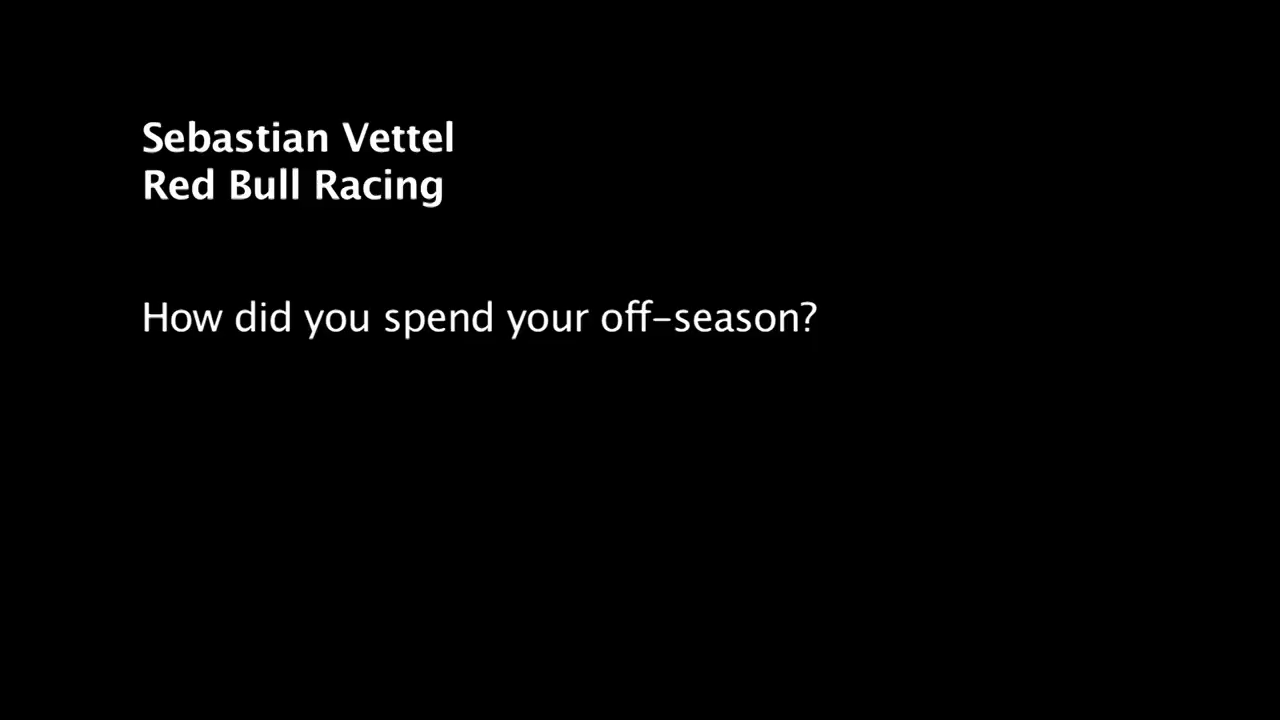 Sebastian Vettel
Red Bull Racing
How did you spend your off-season?